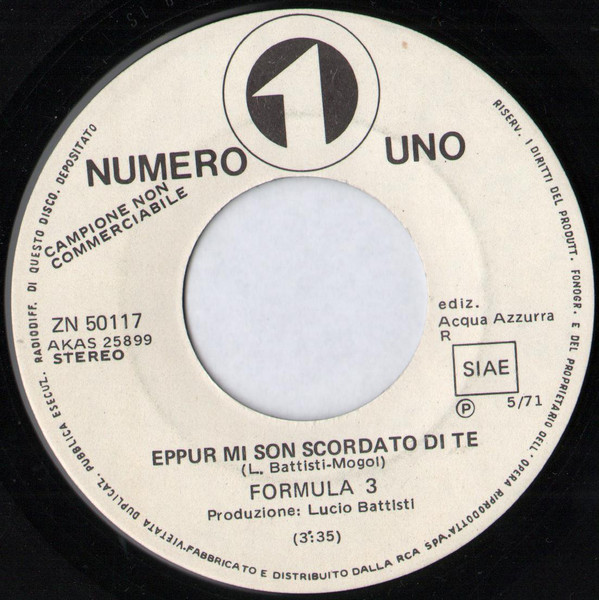 1
NUMERO UNO
CAMPIONE NON
COMMERCIABILE
ZN 50117
AKAS 25899
STEREO
ediz.
Acqua Azzurra
R
SIAE
P 5/71
EPPUR MI SON SCORDATO DI TE
(L. Battisti-Mogol)
FORMULA 3
Produzione: Lucio Battisti
(3:35)
RISERV. I DIRITTI DEL PRODUTT. FONOGR. E DEL PROPRIETARIO DELL' OPERA RIPRODOTTA. VIETATA DUPLICAZ. PUBBLICA ESECUZ. RADIODIFF. DI QUESTO DISCO. DEPOSITATO
FABBRICATO E DISTRIBUITO DALLA RCA SPA.